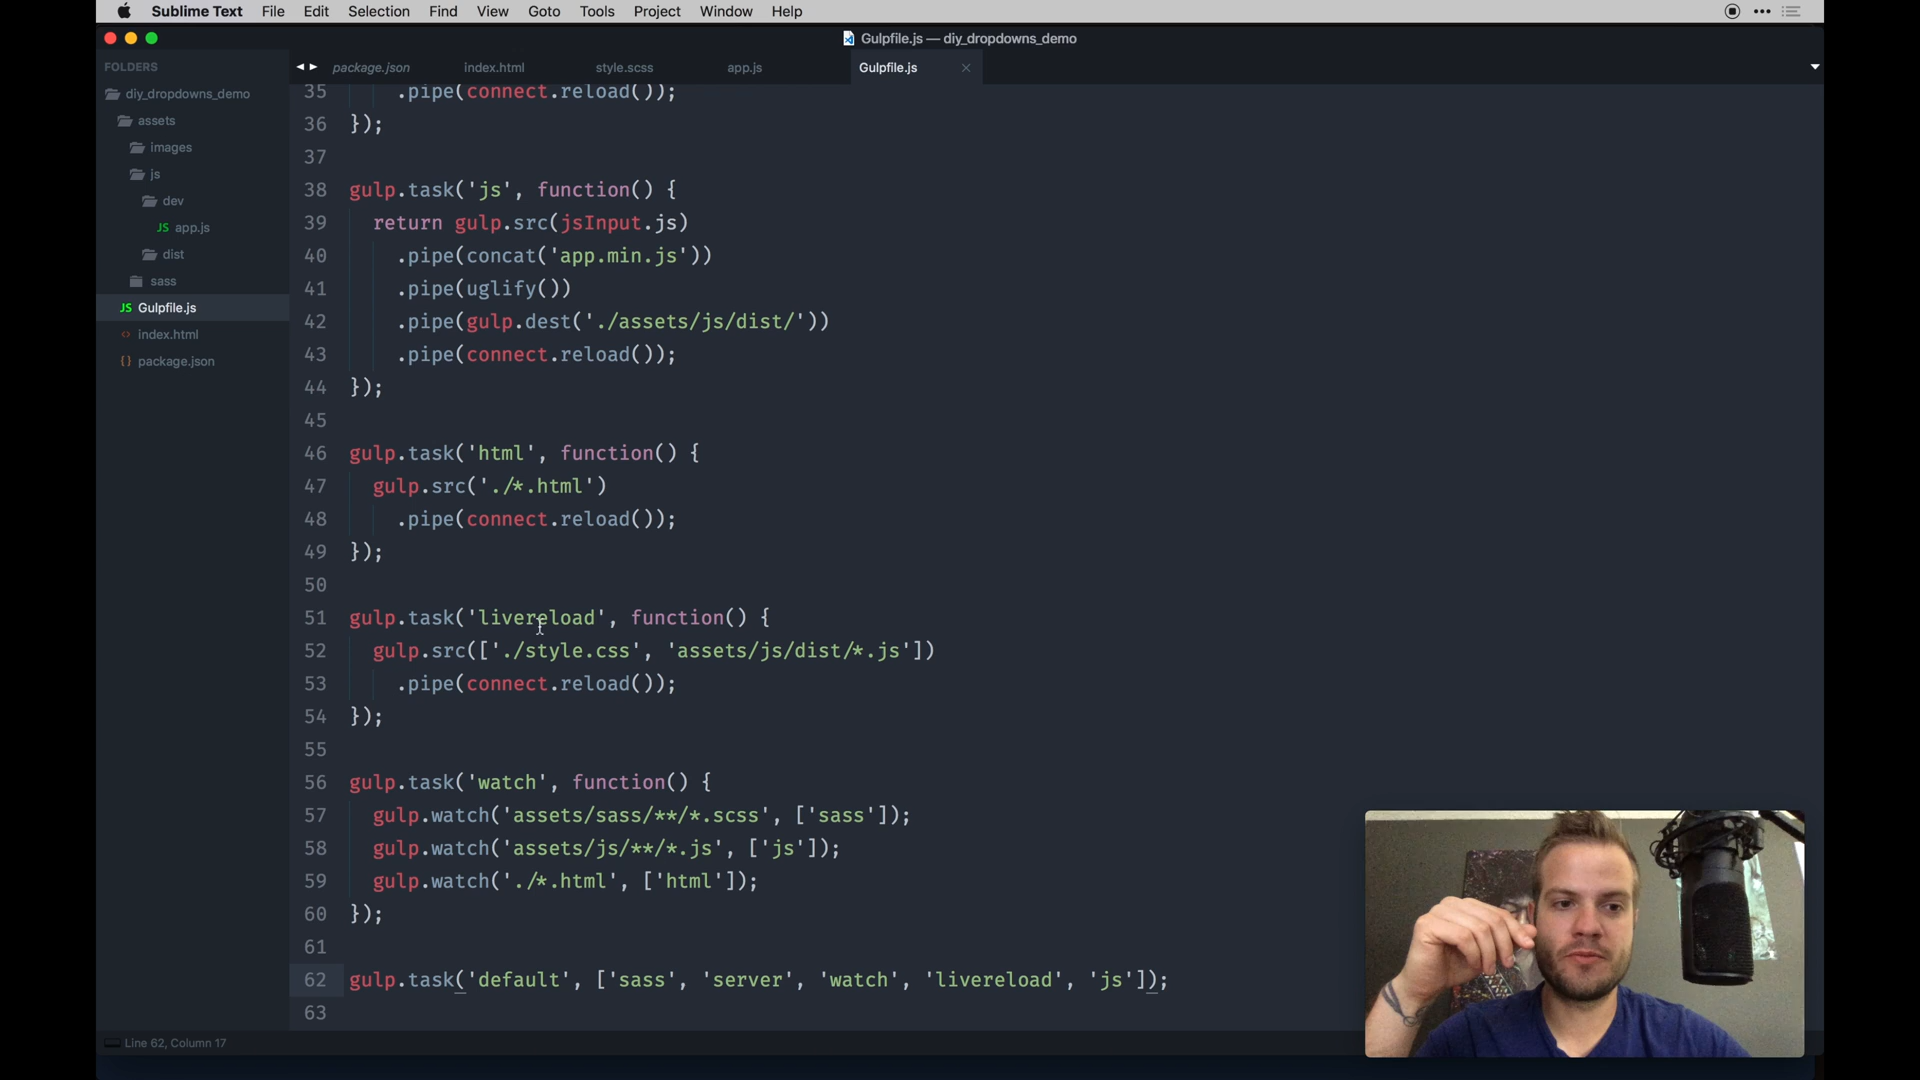 Sublime Text File Edit Selection Find View Goto Tools Project Window Help
Gulpfile.js — diy_dropdowns_demo
FOLDERS
diy_dropdowns_demo
assets
images
js
dev
JS app.js
dist
sass
JS Gulpfile.js
<> index.html
{} package.json
package.json index.html style.scss app.js Gulpfile.js ×
35 .pipe(connect.reload());
36 });
37
38 gulp.task('js', function() {
39 return gulp.src(jsInput.js)
40 .pipe(concat('app.min.js'))
41 .pipe(uglify())
42 .pipe(gulp.dest('./assets/js/dist/'))
43 .pipe(connect.reload());
44 });
45
46 gulp.task('html', function() {
47 gulp.src('./*.html')
48 .pipe(connect.reload());
49 });
50
51 gulp.task('livereload', function() {
52 gulp.src(['./style.css', 'assets/js/dist/*.js'])
53 .pipe(connect.reload());
54 });
55
56 gulp.task('watch', function() {
57 gulp.watch('assets/sass/**/*.scss', ['sass']);
58 gulp.watch('assets/js/**/*.js', ['js']);
59 gulp.watch('./*.html', ['html']);
60 });
61
62 gulp.task('default', ['sass', 'server', 'watch', 'livereload', 'js']);
63
Line 62, Column 17